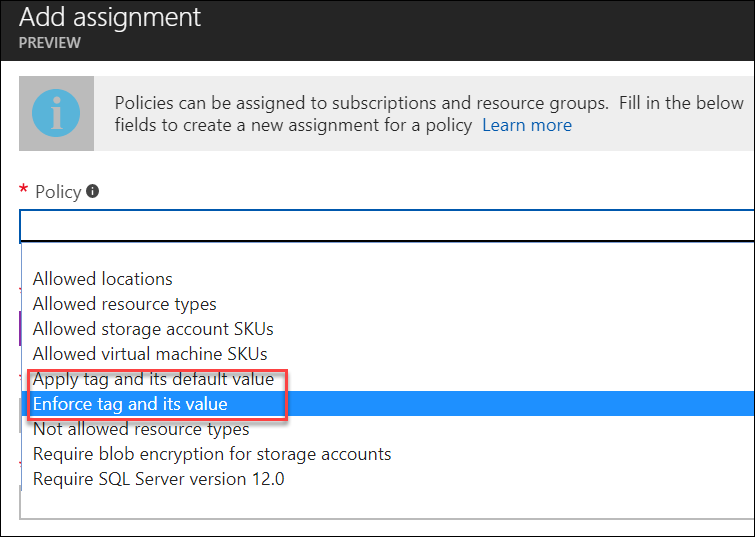 Add assignment
PREVIEW
i
Policies can be assigned to subscriptions and resource groups. Fill in the below
fields to create a new assignment for a policy Learn more
* Policy i
Allowed locations
Allowed resource types
Allowed storage account SKUs
Allowed virtual machine SKUs
Apply tag and its default value
Enforce tag and its value
Not allowed resource types
Require blob encryption for storage accounts
Require SQL Server version 12.0